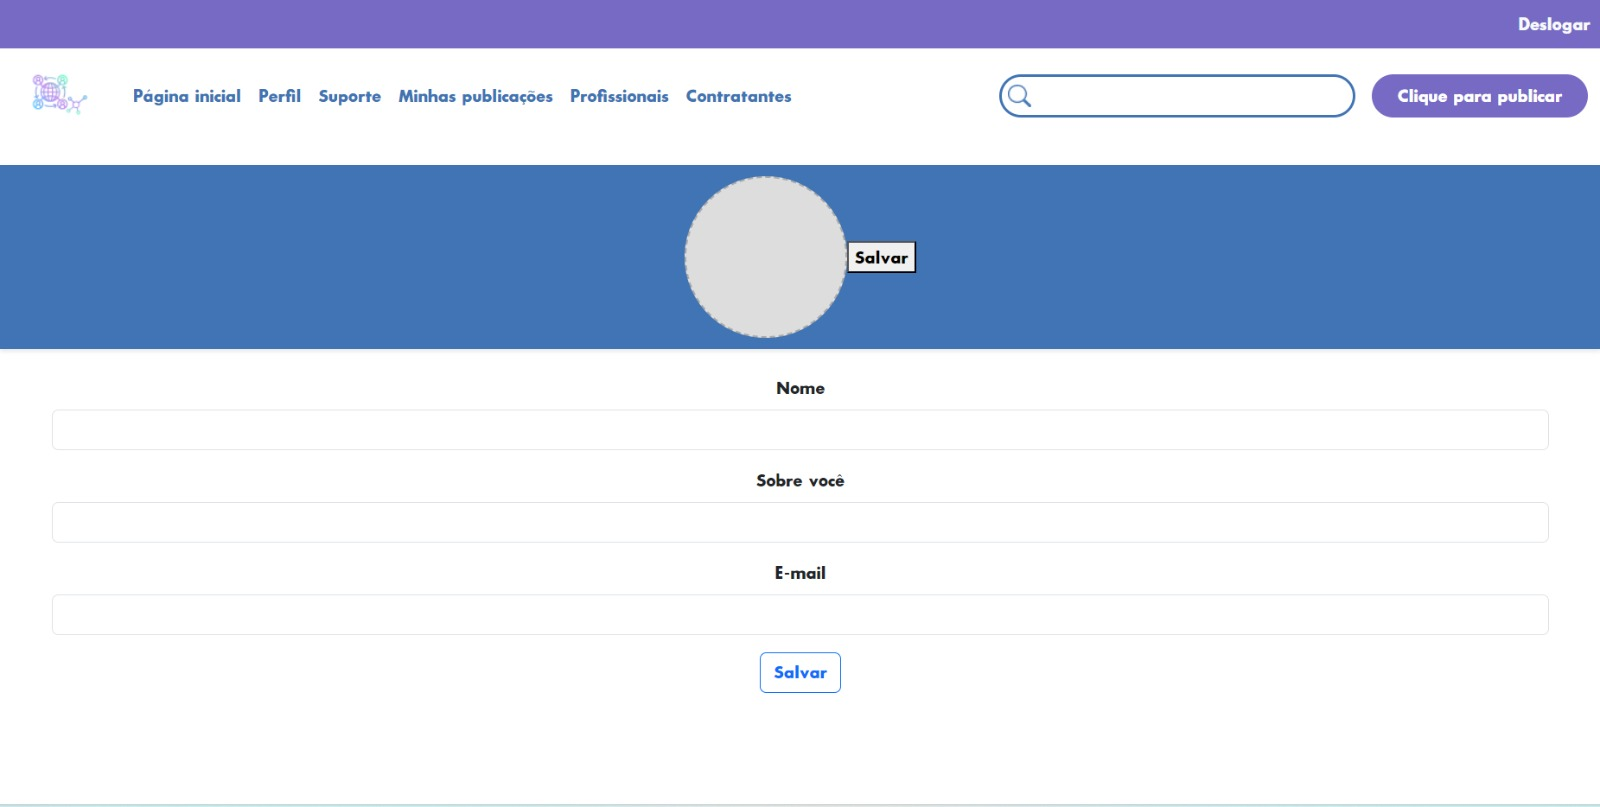 Deslogar
Página inicial Perfil Suporte Minhas publicações Profissionais Contratantes Clique para publicar
Salvar
Nome
Sobre você
E-mail
Salvar